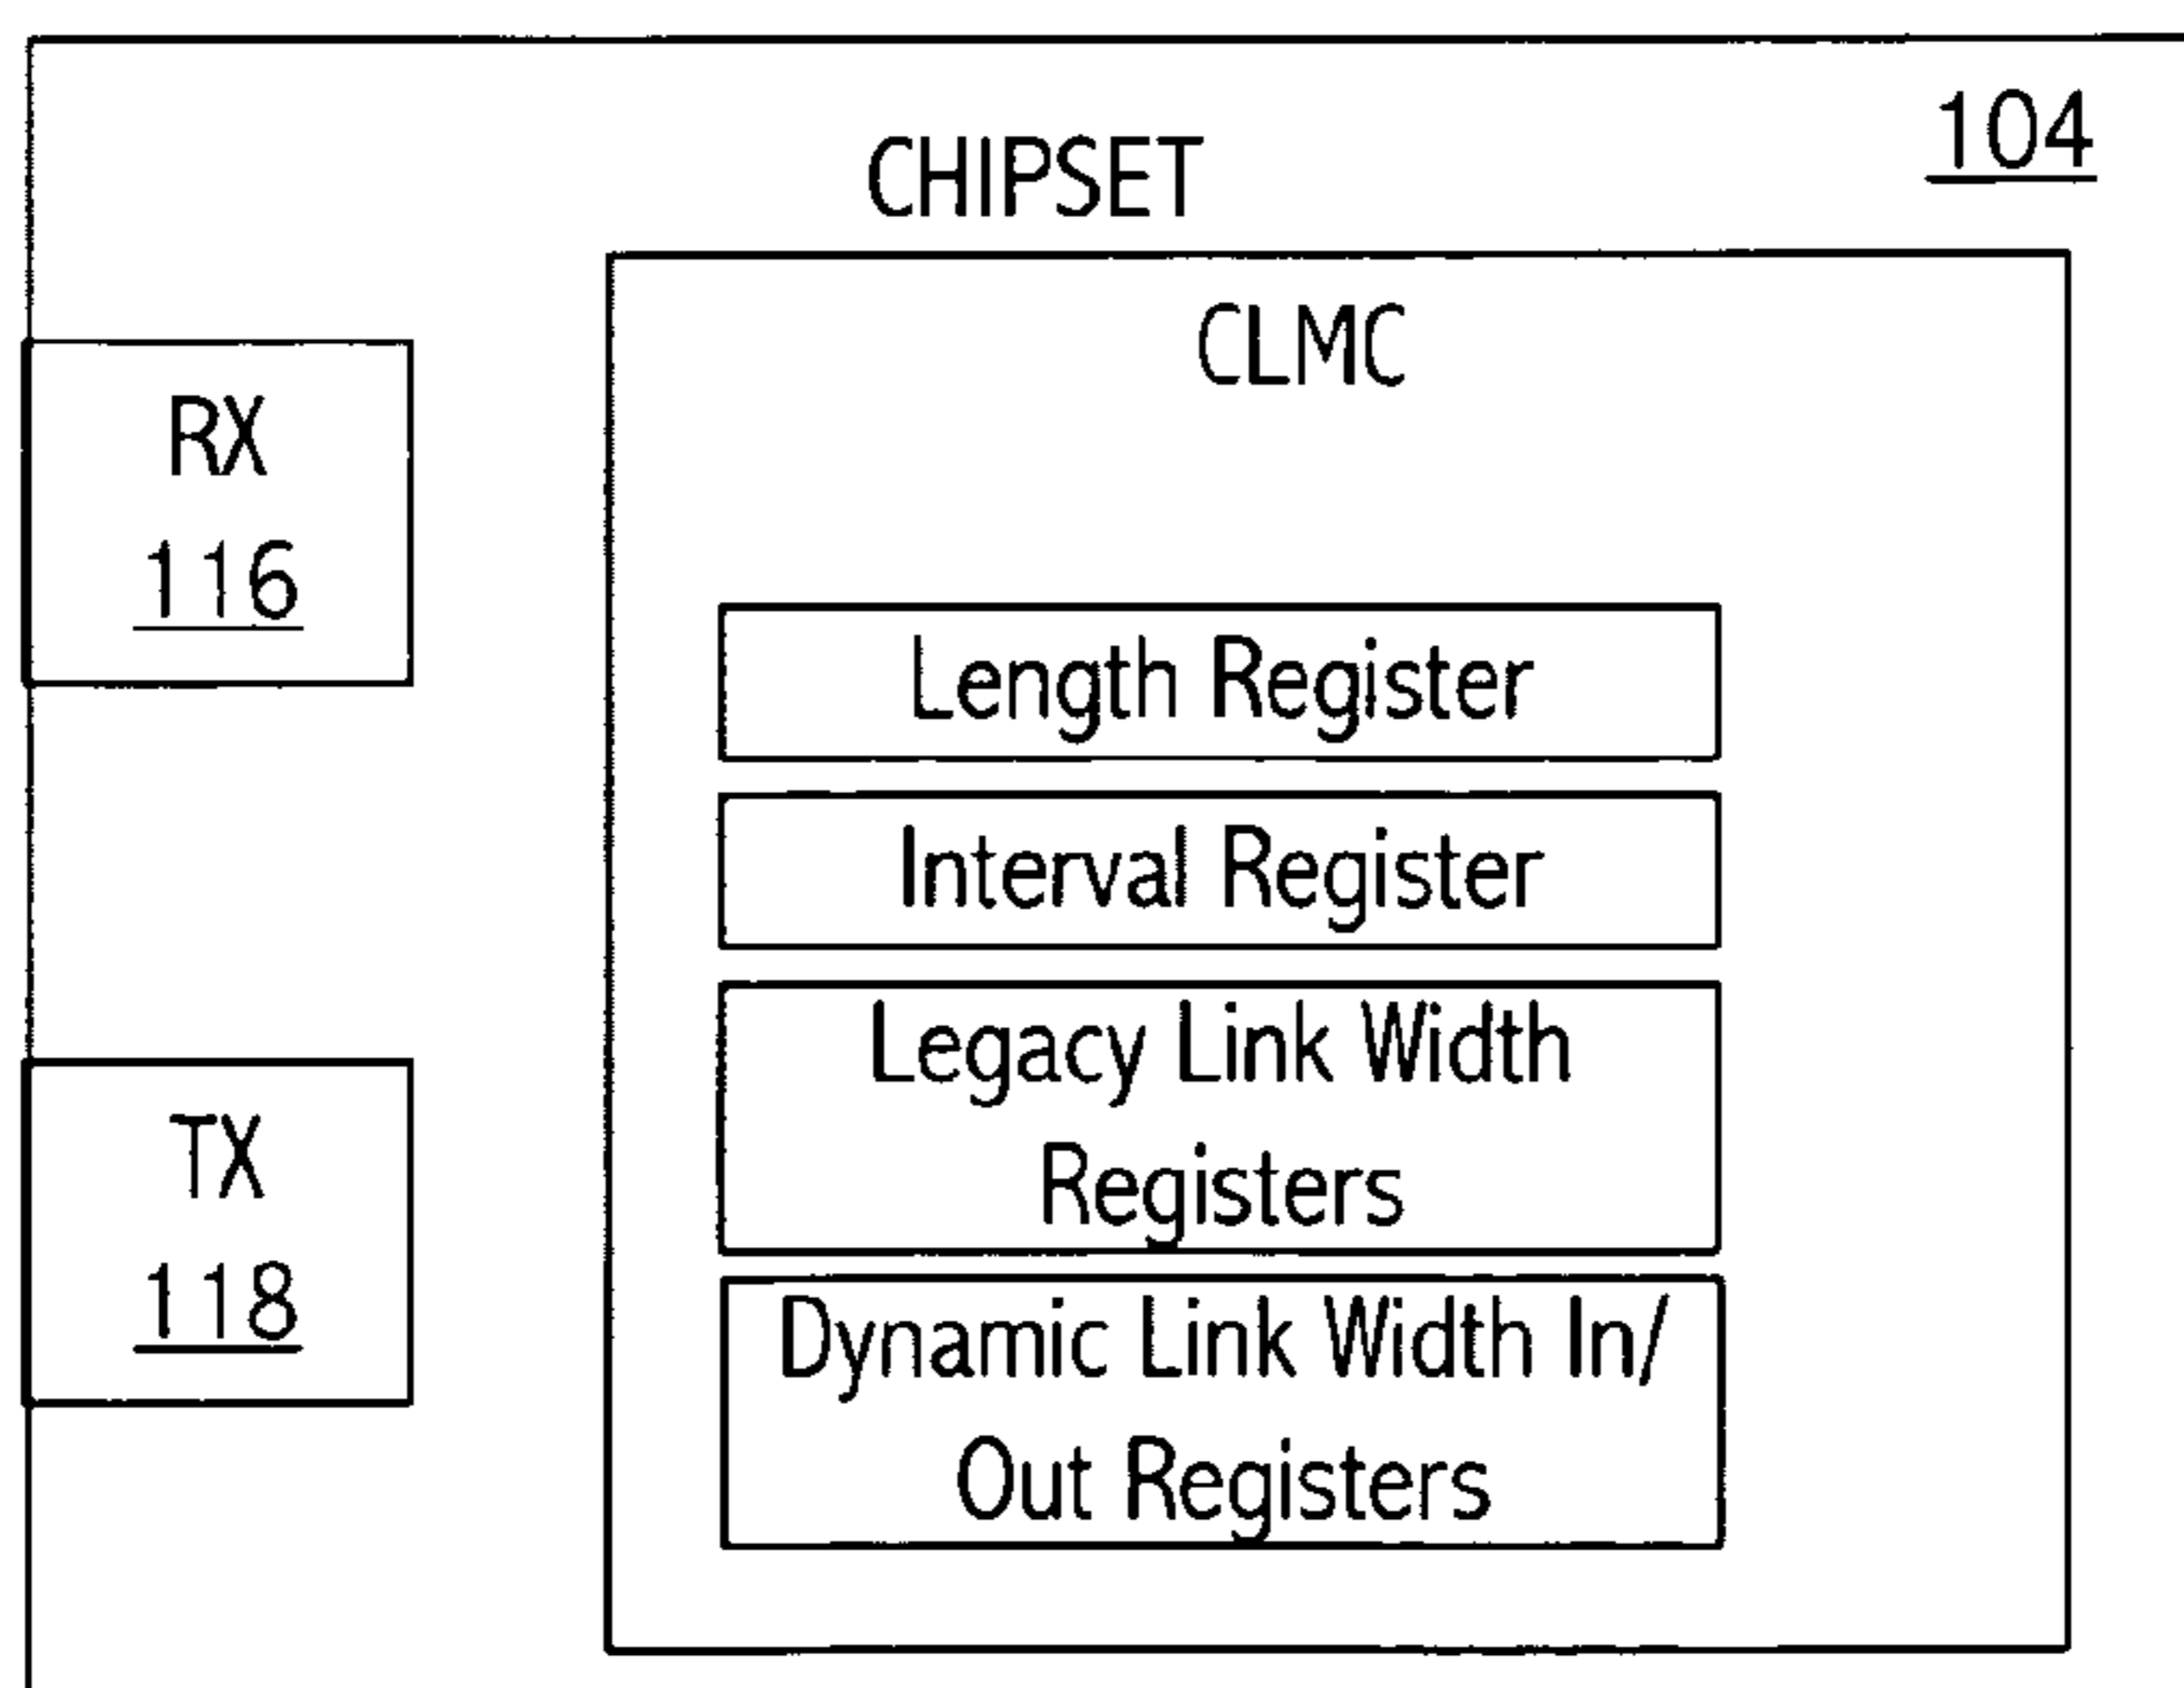 104
CHIPSET
CLMC
RX
116
Length Register
Interval Register
Legacy Link Width
Registers
TX
118
Dynamic Link Width In/
Out Registers